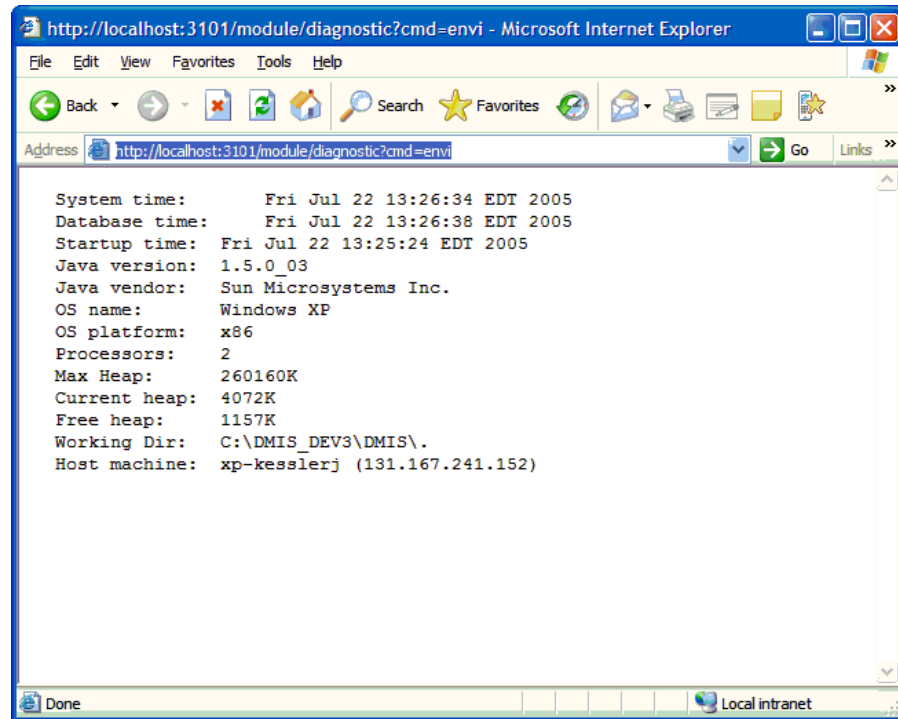 http://localhost:3101/module/diagnostic?cmd=envi - Microsoft Internet Explorer
File Edit View Favorites Tools Help
Back Search Favorites »
Address http://localhost:3101/module/diagnostic?cmd=envi Go Links »
System time: Fri Jul 22 13:26:34 EDT 2005
Database time: Fri Jul 22 13:26:38 EDT 2005
Startup time: Fri Jul 22 13:25:24 EDT 2005
Java version: 1.5.0_03
Java vendor: Sun Microsystems Inc.
OS name: Windows XP
OS platform: x86
Processors: 2
Max Heap: 260160K
Current heap: 4072K
Free heap: 1157K
Working Dir: C:\DMIS_DEV3\DMIS\.
Host machine: xp-kesslerj (131.167.241.152)
Done Local intranet